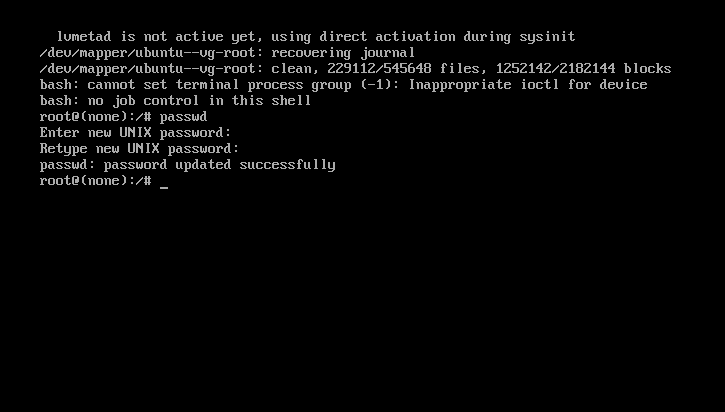 lvmetad is not active yet, using direct activation during sysinit
/dev/mapper/ubuntu--vg-root: recovering journal
/dev/mapper/ubuntu--vg-root: clean, 229112/545648 files, 1252142/2182144 blocks
bash: cannot set terminal process group (-1): Inappropriate ioctl for device
bash: no job control in this shell
root@(none):/# passwd
Enter new UNIX password:
Retype new UNIX password:
passwd: password updated successfully
root@(none):/# _